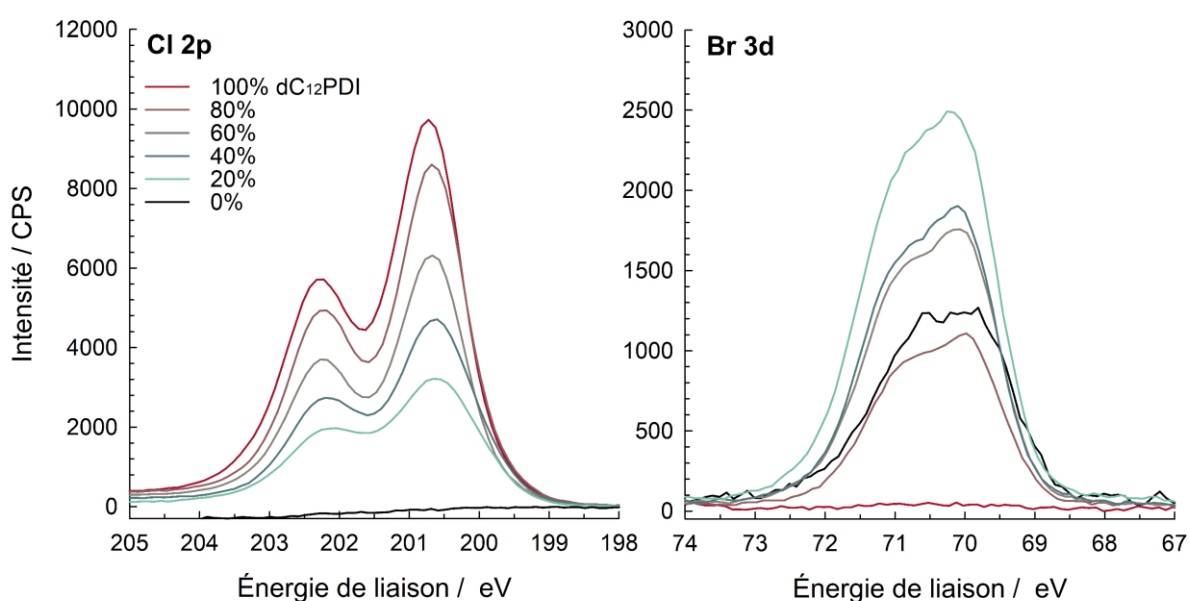 Cl 2p
100% dC₁₂PDI
80%
60%
40%
20%
0%
12000
10000
8000
6000
4000
2000
0
205 204 203 202 201 200 199 198
Intensité / CPS
Énergie de liaison / eV
Br 3d
3000
2500
2000
1500
1000
500
0
74 73 72 71 70 69 68 67
Énergie de liaison / eV